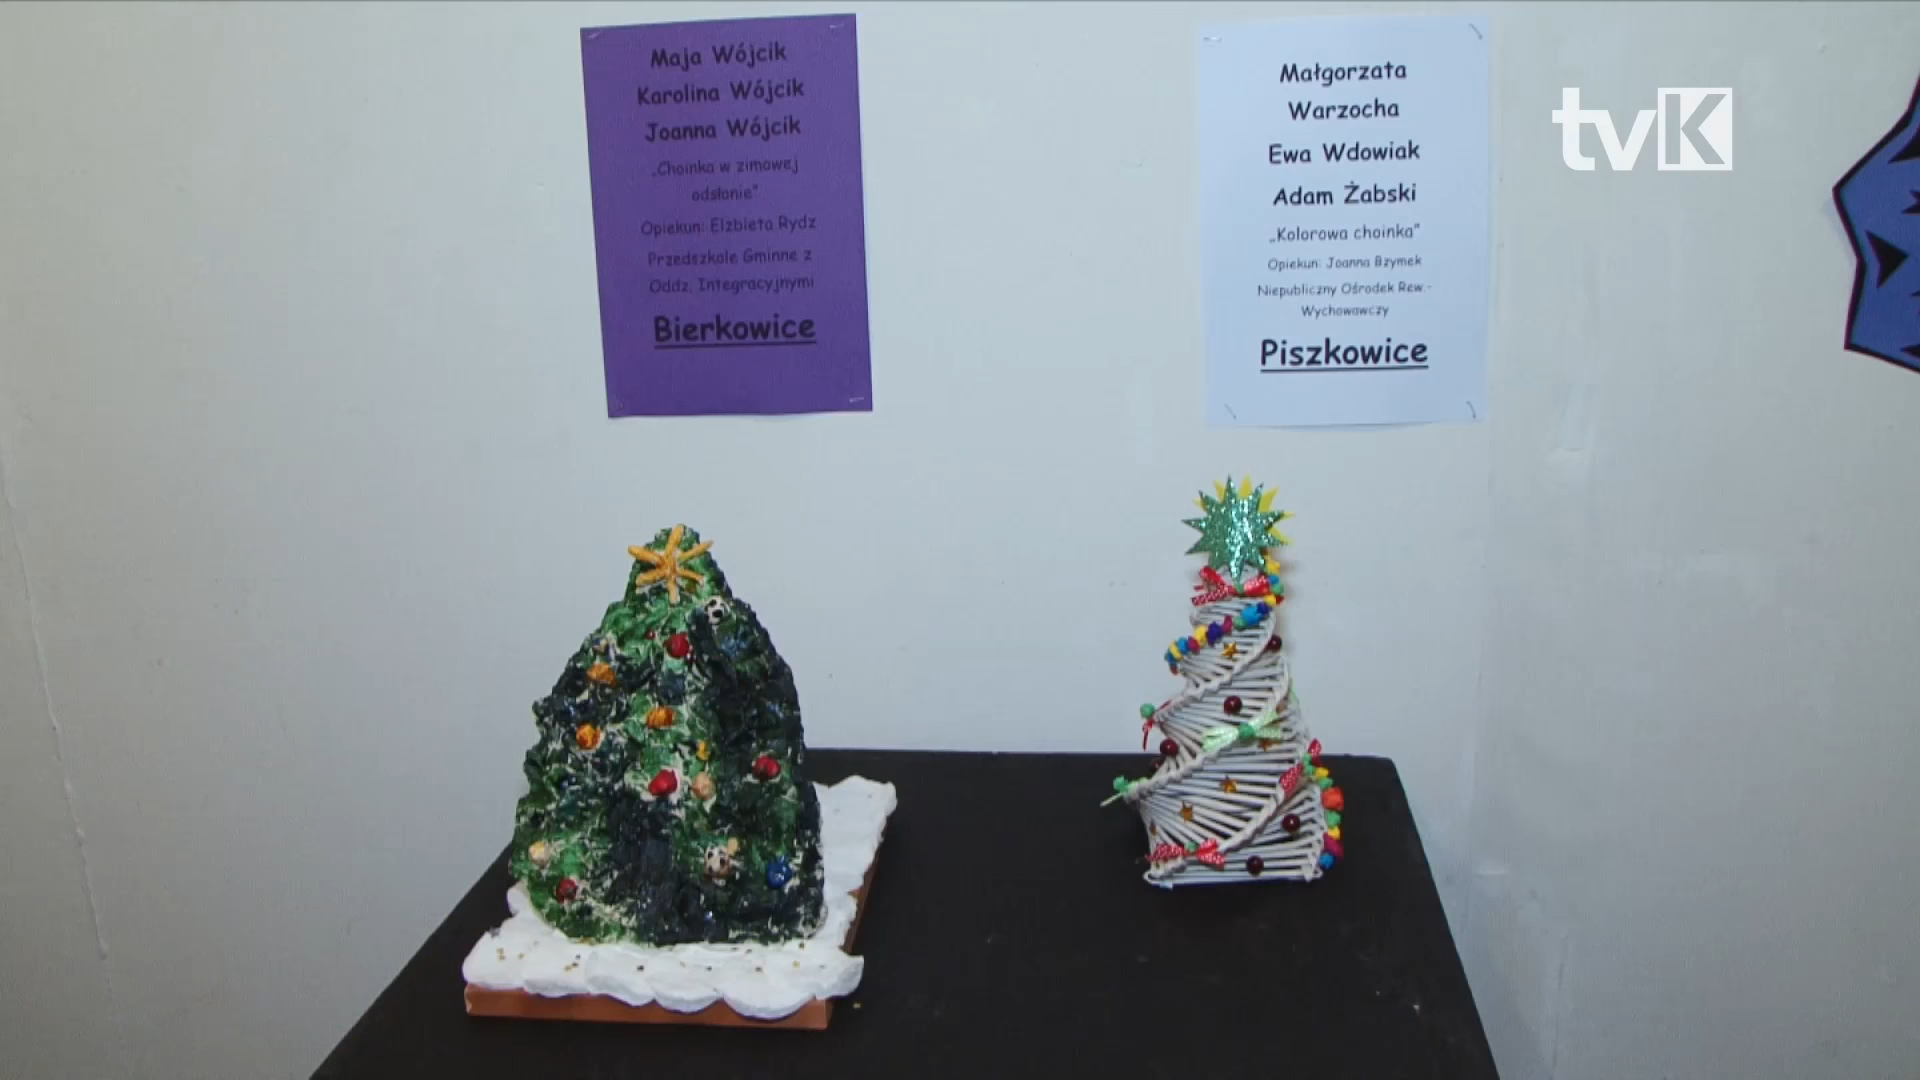 Maja Wójcik
Karolina Wójcik
Joanna Wójcik
„Choinka w zimowej
odsłonie”
Opiekun: Elzbieta Rydz
Przedszkole Gminne z
Oddz. Integracyjnymi
Bierkowice
Małgorzata
Warzocha
Ewa Wdowiak
Adam Żabski
„Kolorowa choinka”
Opiekun: Joanna Bzymek
Niepubliczny Ośrodek Rew.-
Wychowawczy
Piszkowice
tvK